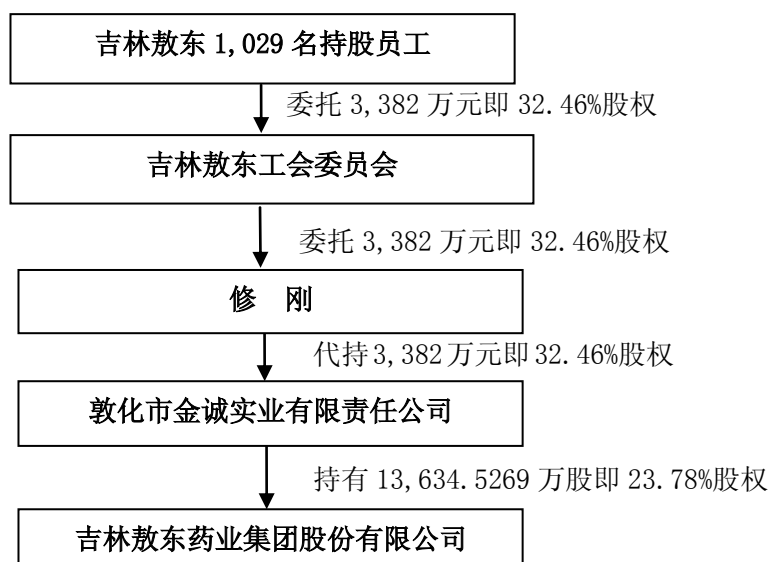 吉林敖东 1,029 名持股员工
委托 3,382 万元即 32.46%股权
吉林敖东工会委员会
委托 3,382 万元即 32.46%股权
修　刚
代持 3,382 万元即 32.46%股权
敦化市金诚实业有限责任公司
持有 13,634.5269 万股即 23.78%股权
吉林敖东药业集团股份有限公司